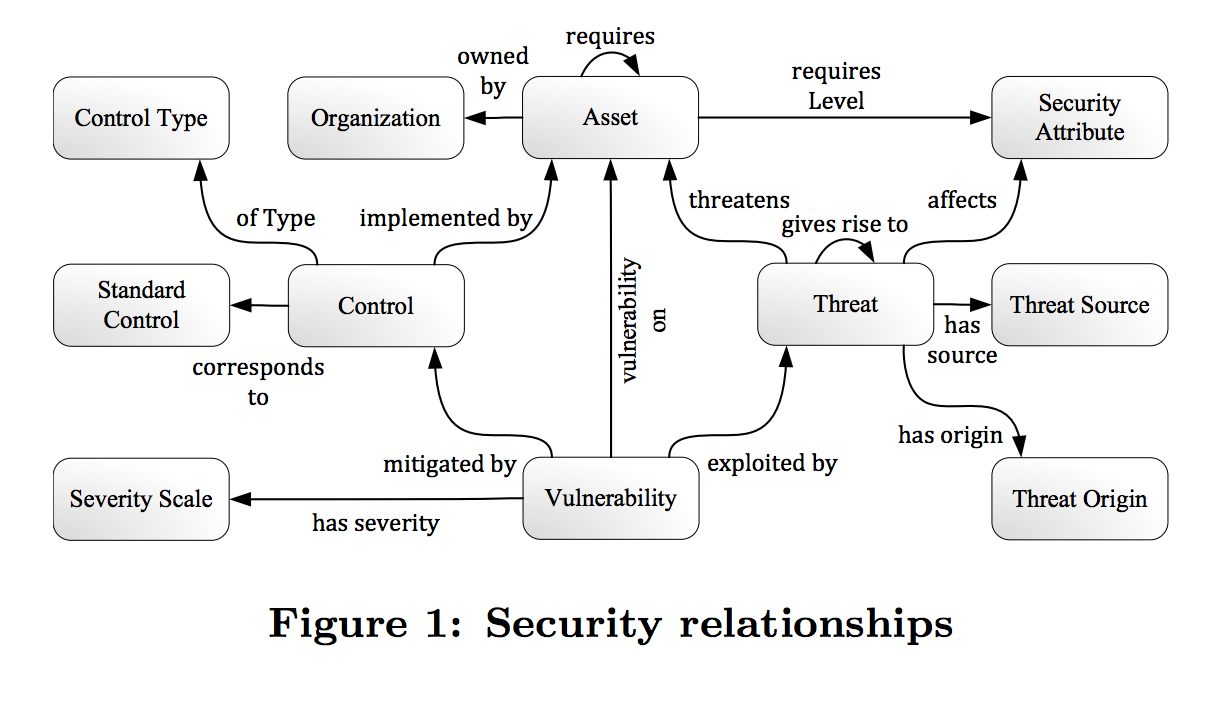 requires
owned
by
requires
Level
Control Type
Organization
Asset
Security
Attribute
threatens
affects
of Type
implemented by
gives rise to
vulnerability
on
Standard
Control
Control
Threat
Threat Source
has
source
corresponds
to
has origin
mitigated by
exploited by
Severity Scale
Vulnerability
Threat Origin
has severity
Figure 1: Security relationships